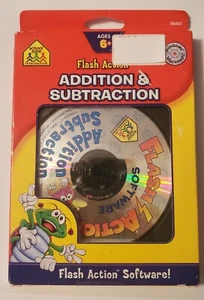 AGES
6+
Flash Action
ADDITION &
SUBTRACTION
FLASH ACTION
SOFTWARE
Addition &
Subtraction
Flash Action Software!